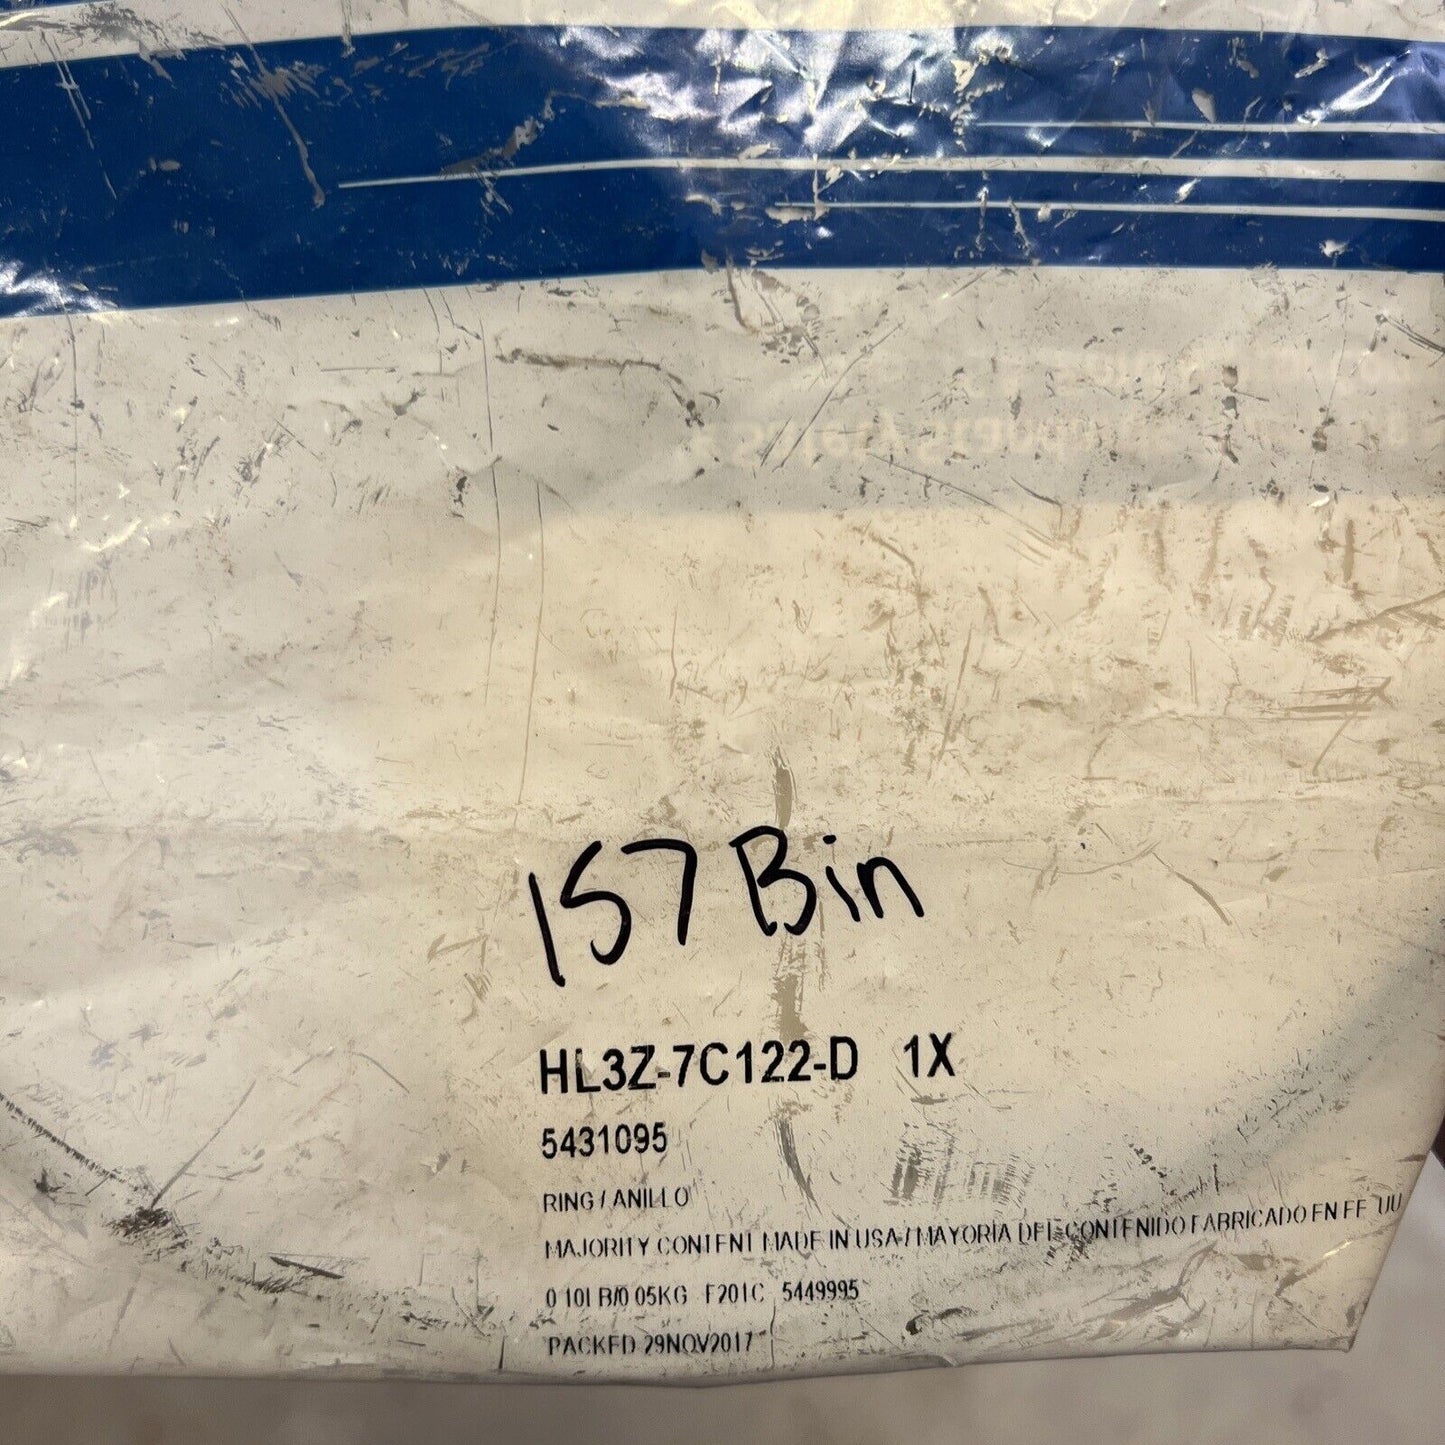 157 Bin
HL3Z-7C122-D 1X
5431095
RING / ANILLO
MAJORITY CONTENT MADE IN USA / MAYORIA DEL CONTENIDO FABRICADO EN EE UU
0.10LB/0.05KG F201C 5449995
PACKED 29NOV2017